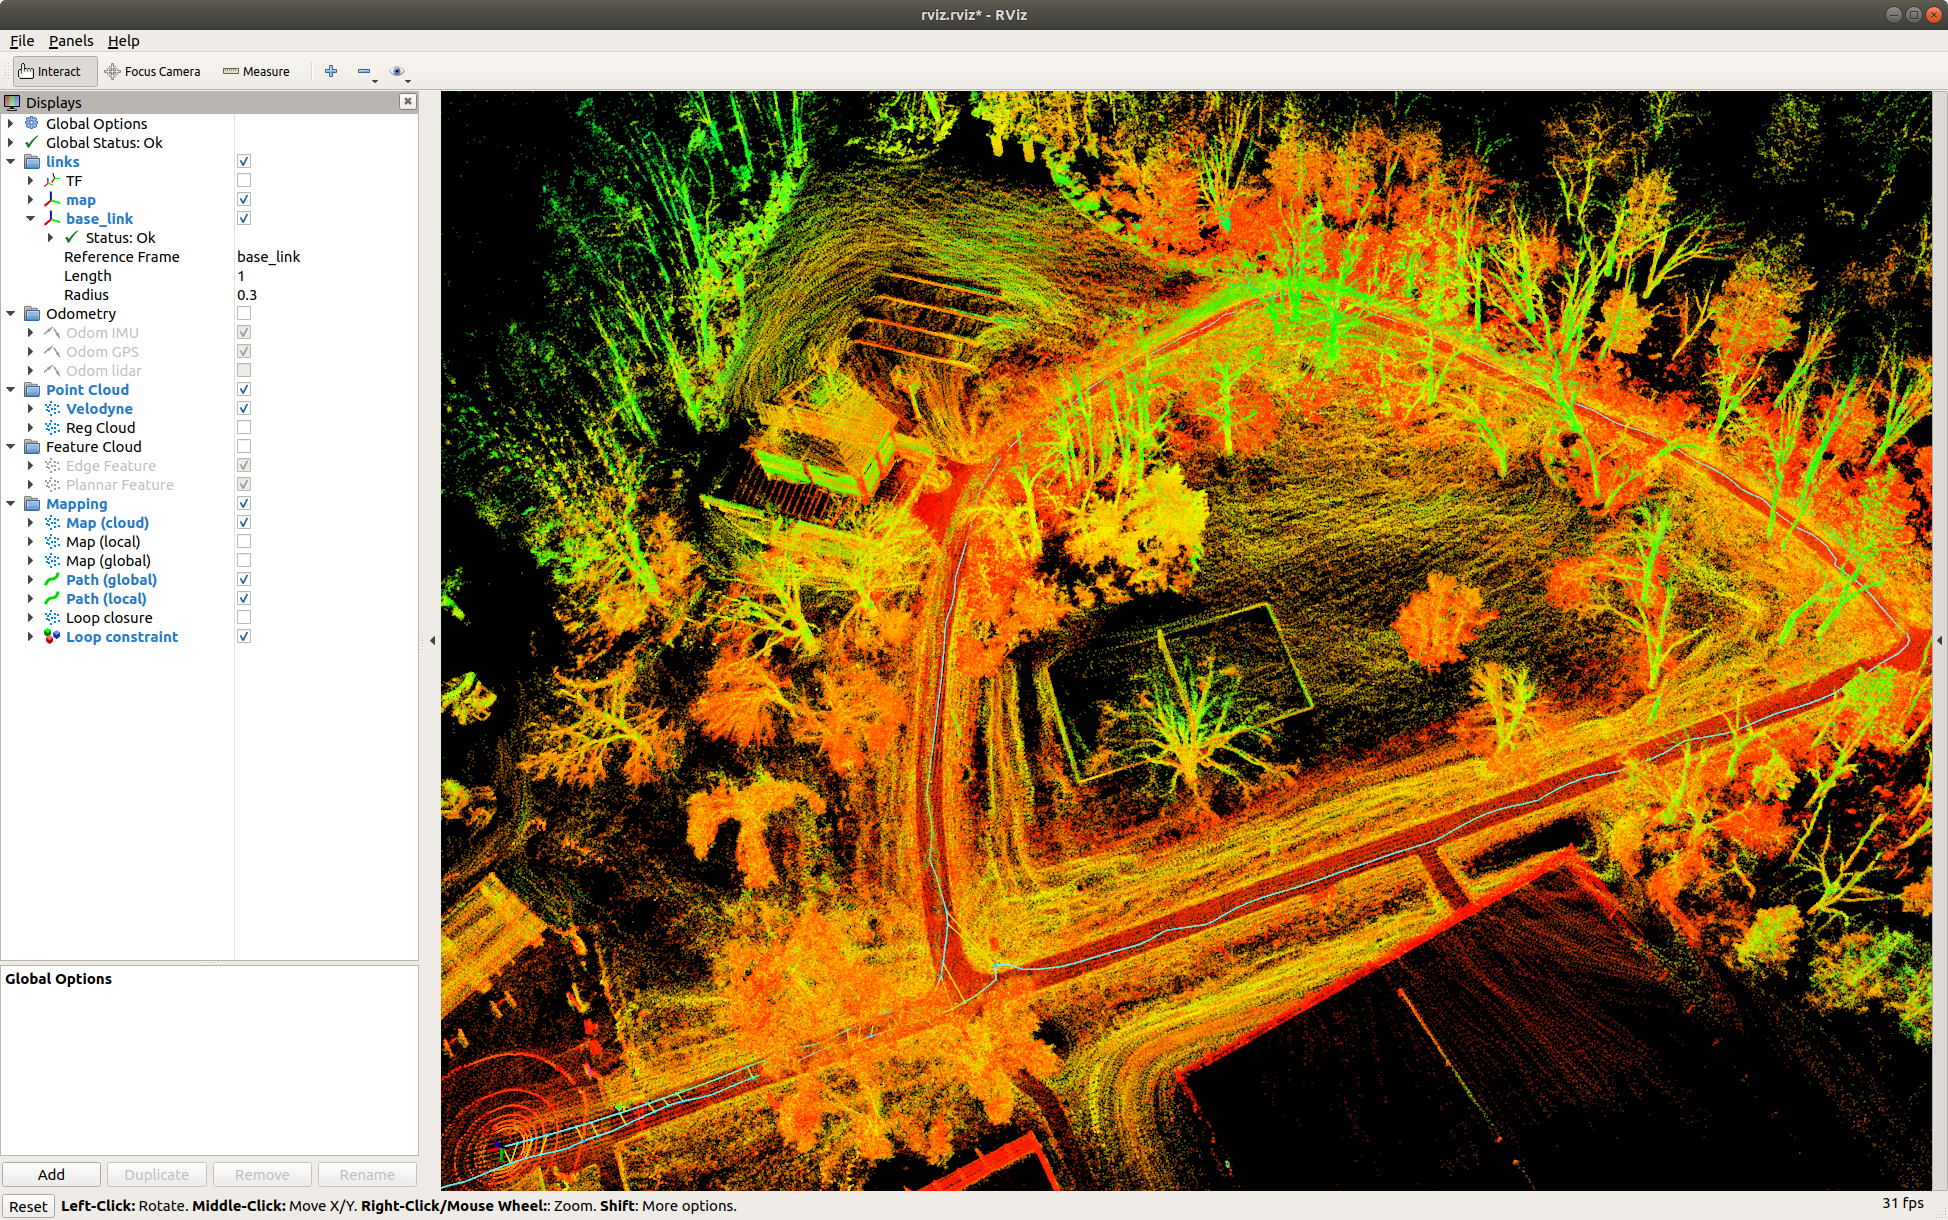 rviz.rviz* - RViz
File Panels Help
Interact Focus Camera Measure
Displays
Global Options
Global Status: Ok
links
TF
map
base_link
Status: Ok
Reference Frame base_link
Length 1
Radius 0.3
Odometry
Odom IMU
Odom GPS
Odom lidar
Point Cloud
Velodyne
Reg Cloud
Feature Cloud
Edge Feature
Plannar Feature
Mapping
Map (cloud)
Map (local)
Map (global)
Path (global)
Path (local)
Loop closure
Loop constraint
Global Options
Add Duplicate Remove Rename
Reset Left-Click: Rotate. Middle-Click: Move X/Y. Right-Click/Mouse Wheel:: Zoom. Shift: More options. 31 fps